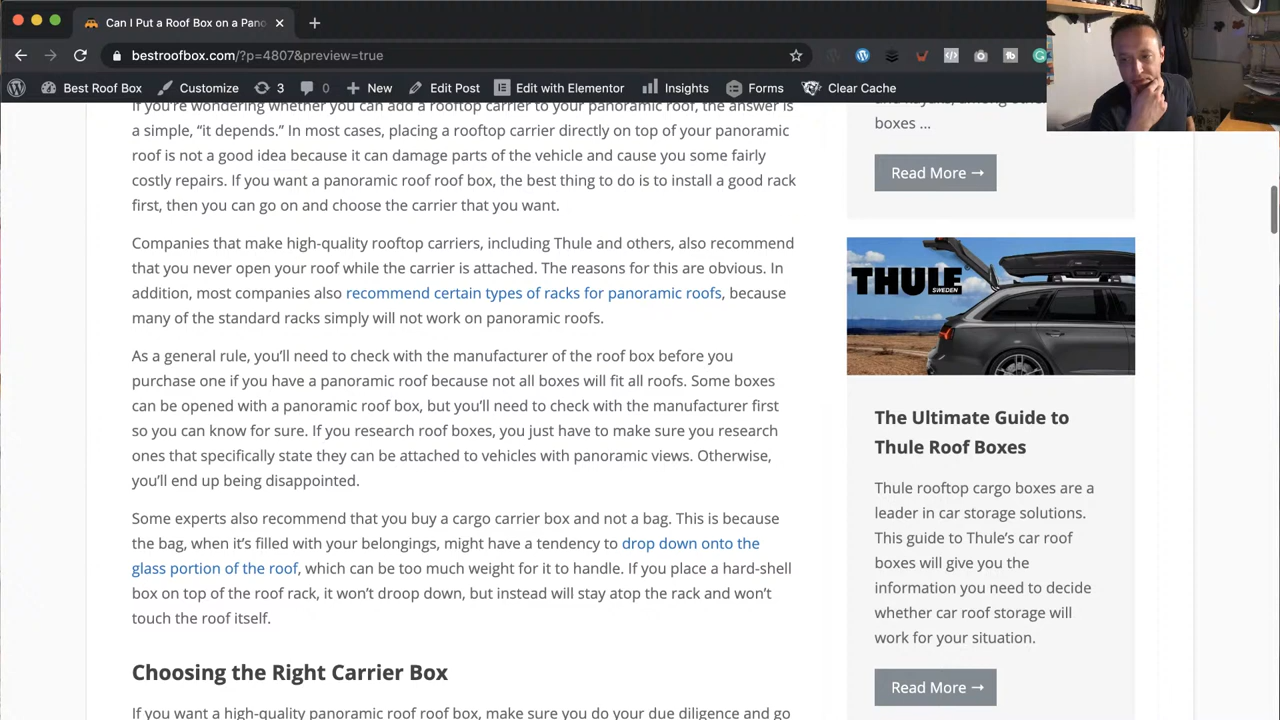 Can I Put a Roof Box on a Pano
bestroofbox.com/?p=4807&preview=true
Best Roof Box Customize 3 0 New Edit Post Edit with Elementor Insights Forms Clear Cache
If you're wondering whether you can add a rooftop carrier to your panoramic roof, the answer is
a simple, “it depends.” In most cases, placing a rooftop carrier directly on top of your panoramic
roof is not a good idea because it can damage parts of the vehicle and cause you some fairly
costly repairs. If you want a panoramic roof roof box, the best thing to do is to install a good rack
first, then you can go on and choose the carrier that you want.
Companies that make high-quality rooftop carriers, including Thule and others, also recommend
that you never open your roof while the carrier is attached. The reasons for this are obvious. In
addition, most companies also recommend certain types of racks for panoramic roofs, because
many of the standard racks simply will not work on panoramic roofs.
As a general rule, you’ll need to check with the manufacturer of the roof box before you
purchase one if you have a panoramic roof because not all boxes will fit all roofs. Some boxes
can be opened with a panoramic roof box, but you’ll need to check with the manufacturer first
so you can know for sure. If you research roof boxes, you just have to make sure you research
ones that specifically state they can be attached to vehicles with panoramic views. Otherwise,
you’ll end up being disappointed.
Some experts also recommend that you buy a cargo carrier box and not a bag. This is because
the bag, when it’s filled with your belongings, might have a tendency to drop down onto the
glass portion of the roof, which can be too much weight for it to handle. If you place a hard-shell
box on top of the roof rack, it won’t droop down, but instead will stay atop the rack and won’t
touch the roof itself.
Choosing the Right Carrier Box
If you want a high-quality panoramic roof roof box, make sure you do your due diligence and go
boxes ...
Read More →
THULE
SWEDEN
The Ultimate Guide to
Thule Roof Boxes
Thule rooftop cargo boxes are a
leader in car storage solutions.
This guide to Thule’s car roof
boxes will give you the
information you need to decide
whether car roof storage will
work for your situation.
Read More →